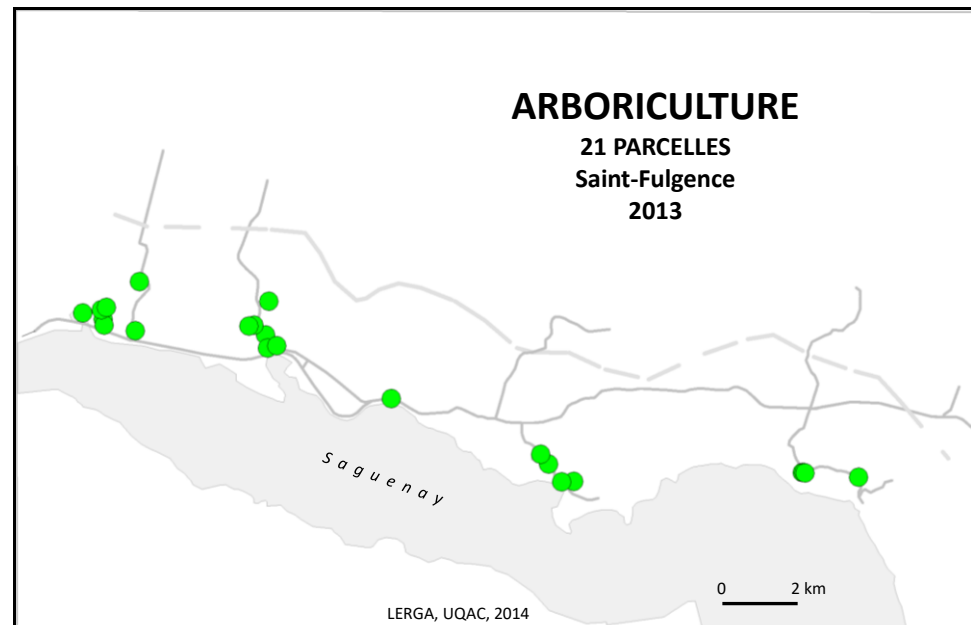 ARBORICULTURE
21 PARCELLES
Saint-Fulgence
2013
Saguenay
0 2 km
LERGA, UQAC, 2014